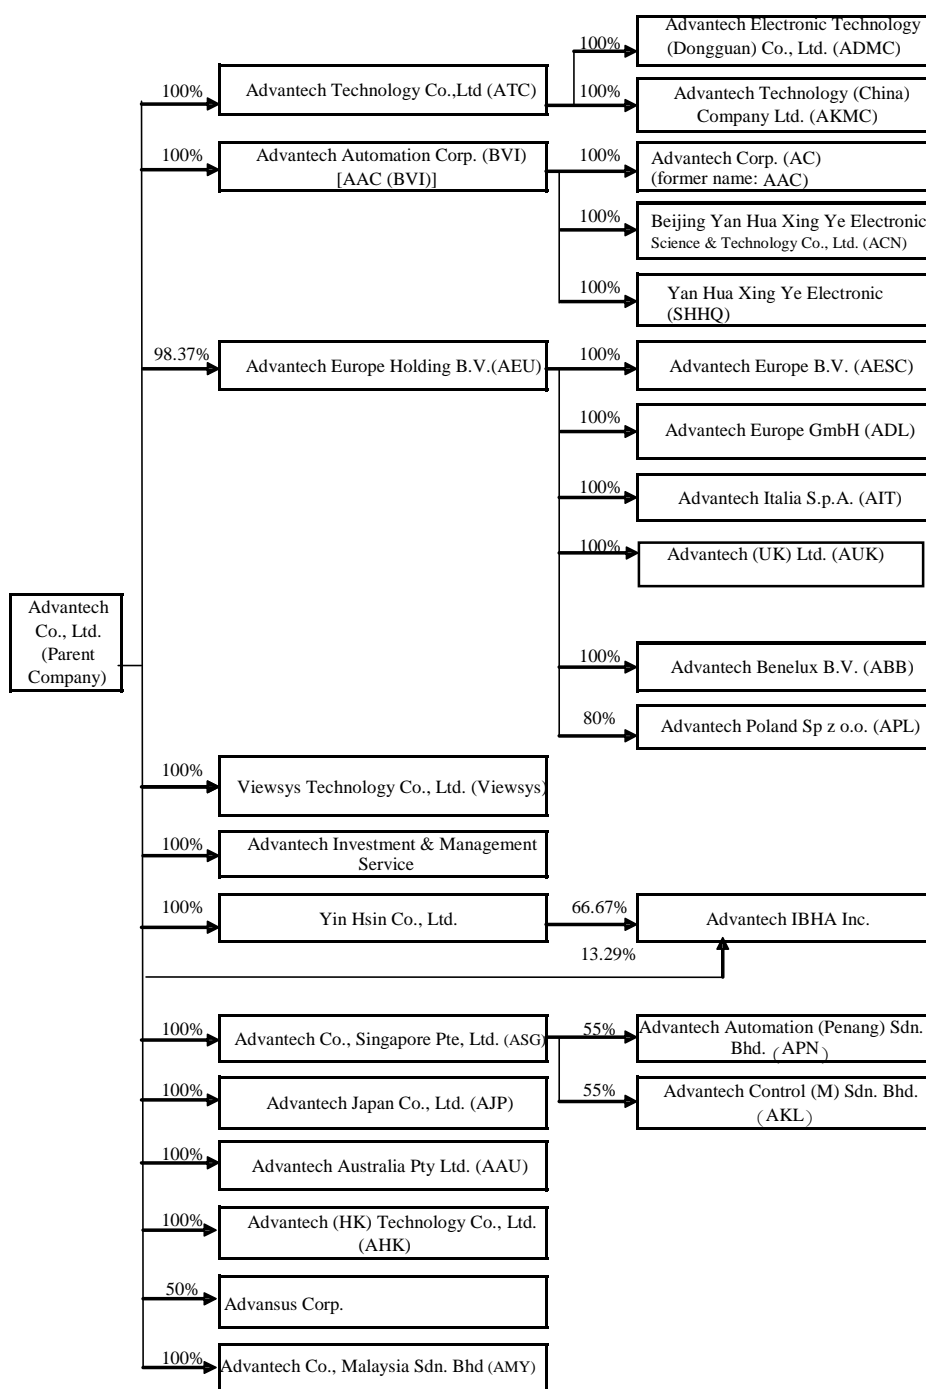 Advantech Electronic Technology
100%
(Dongguan) Co., Ltd. (ADMC)
100%
Advantech Technology Co.,Ltd (ATC)
100%
Advantech Technology (China)
Company Ltd. (AKMC)
100%
Advantech Automation Corp. (BVI)
[AAC (BVI)]
100%
Advantech Corp. (AC)
(former name: AAC)
100%
Beijing Yan Hua Xing Ye Electronic
Science & Technology Co., Ltd. (ACN)
100%
Yan Hua Xing Ye Electronic
(SHHQ)
98.37%
Advantech Europe Holding B.V.(AEU)
100%
Advantech Europe B.V. (AESC)
100%
Advantech Europe GmbH (ADL)
100%
Advantech Italia S.p.A. (AIT)
100%
Advantech (UK) Ltd. (AUK)
Advantech
Co., Ltd.
(Parent
Company)
100%
Advantech Benelux B.V. (ABB)
80%
Advantech Poland Sp z o.o. (APL)
100%
Viewsys Technology Co., Ltd. (Viewsys)
100%
Advantech Investment & Management
Service
100%
Yin Hsin Co., Ltd.
66.67%
Advantech IBHA Inc.
13.29%
100%
Advantech Co., Singapore Pte, Ltd. (ASG)
55%
Advantech Automation (Penang) Sdn.
Bhd. (APN)
100%
Advantech Japan Co., Ltd. (AJP)
55%
Advantech Control (M) Sdn. Bhd.
(AKL)
100%
Advantech Australia Pty Ltd. (AAU)
100%
Advantech (HK) Technology Co., Ltd.
(AHK)
50%
Advansus Corp.
100%
Advantech Co., Malaysia Sdn. Bhd (AMY)